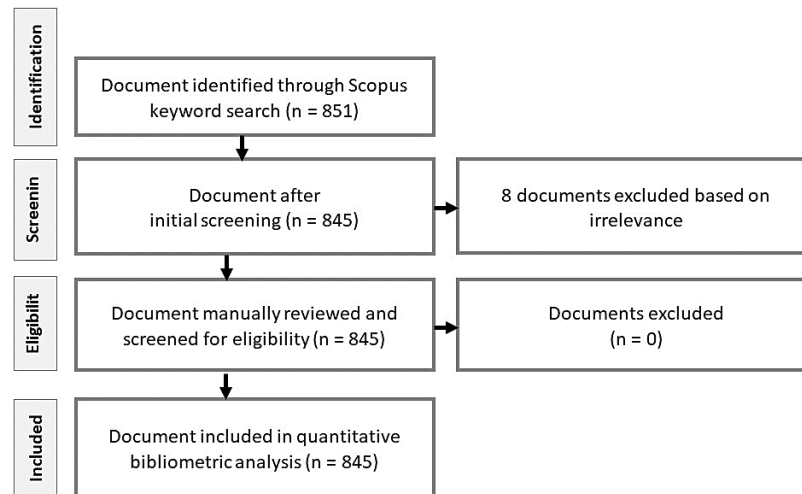 Identification
Document identified through Scopus
keyword search (n = 851)
Screenin
Document after
initial screening (n = 845)
8 documents excluded based on
irrelevance
Eligibilit
Document manually reviewed and
screened for eligibility (n = 845)
Documents excluded
(n = 0)
Included
Document included in quantitative
bibliometric analysis (n = 845)